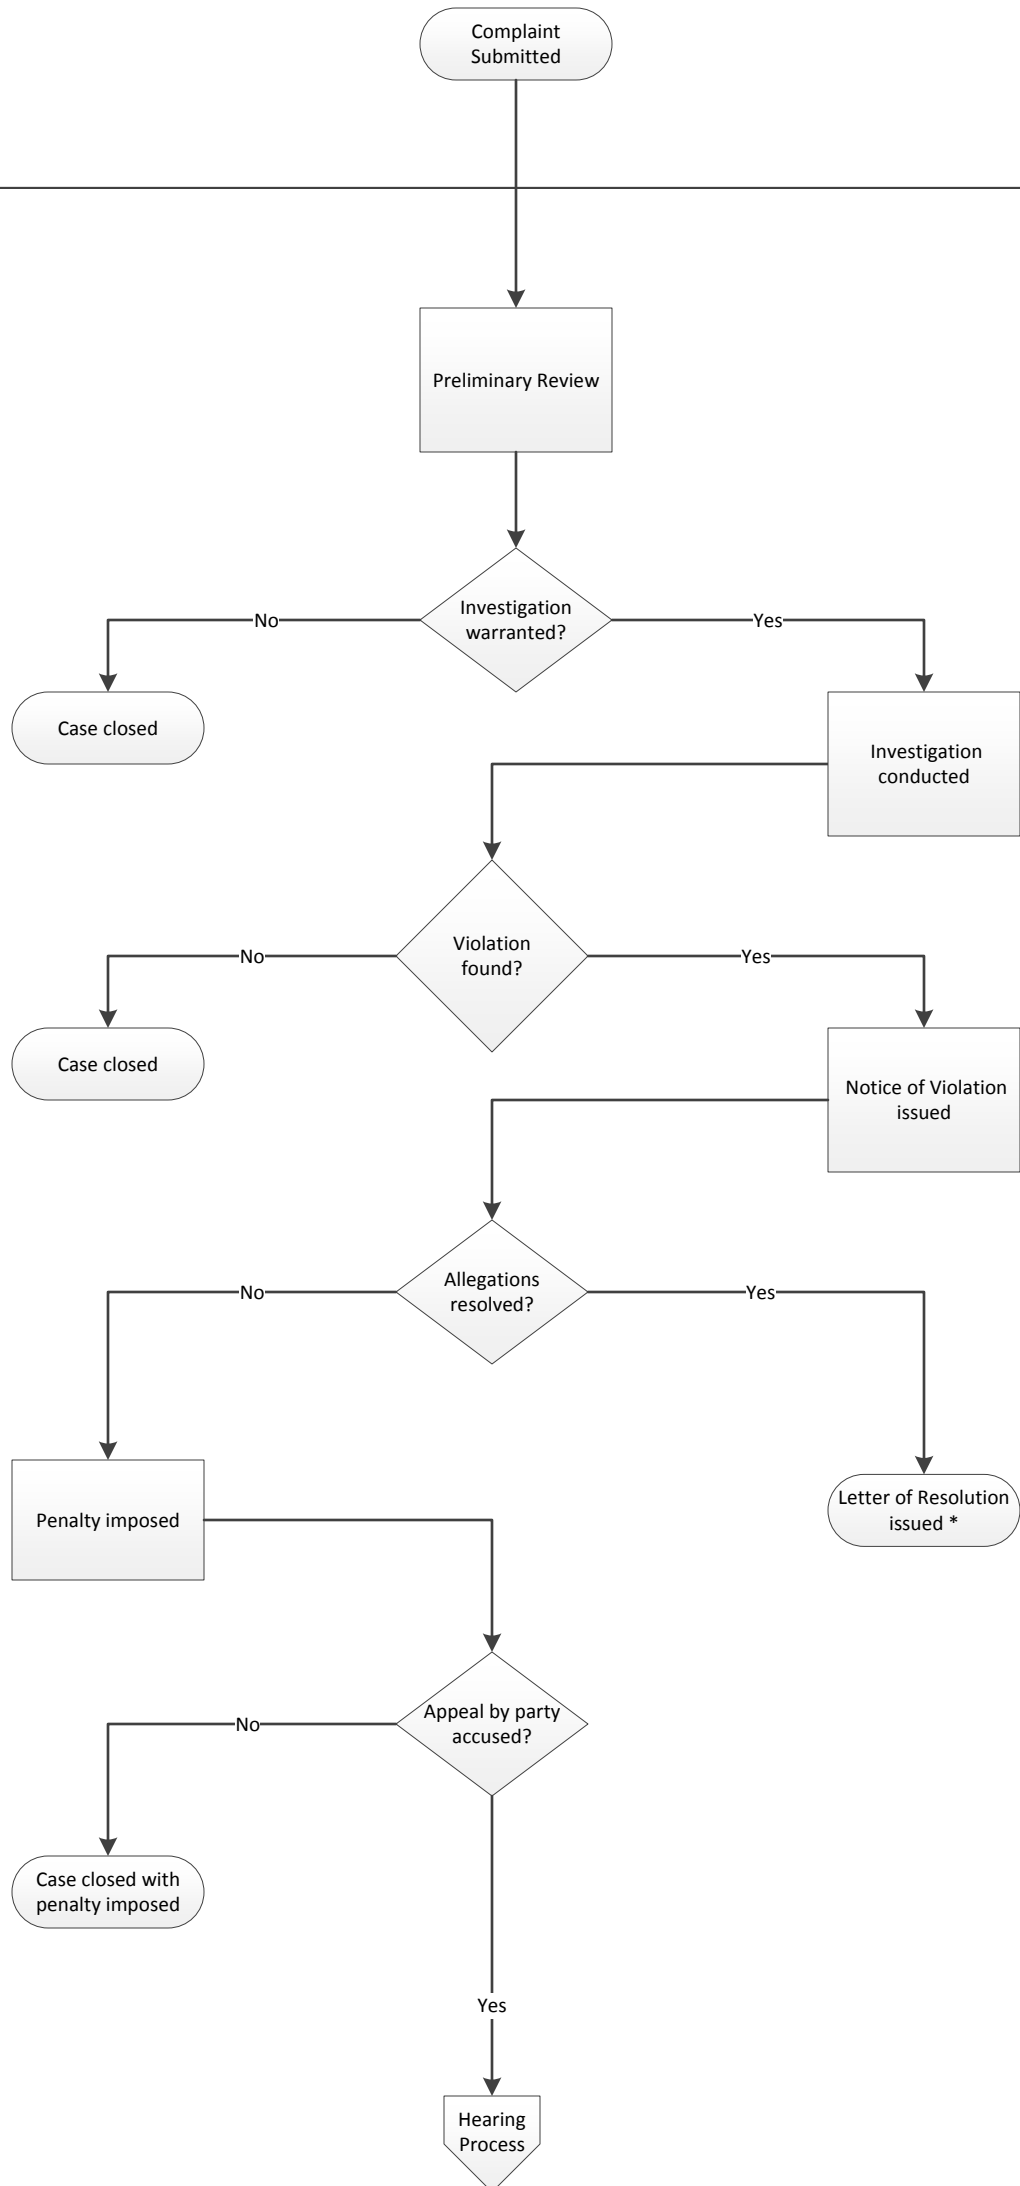 Complaint
Submitted
Preliminary Review
Investigation
warranted?
No
Yes
Case closed
Investigation
conducted
Violation
found?
No
Yes
Case closed
Notice of Violation
issued
Allegations
resolved?
No
Yes
Penalty imposed
Letter of Resolution
issued *
Appeal by party
accused?
No
Case closed with
penalty imposed
Yes
Hearing
Process